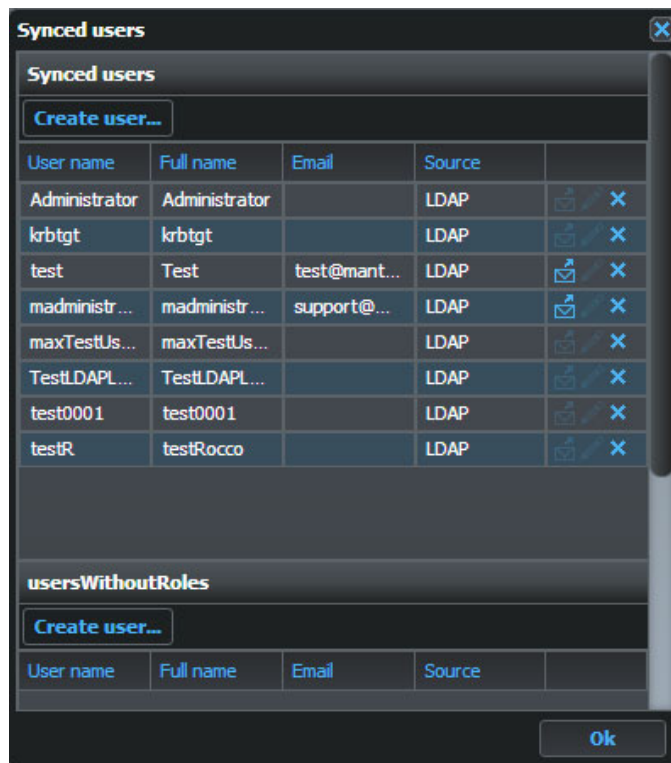 Synced users
Synced users
Create user...
User name Full name Email Source
Administrator Administrator LDAP
krbtgt krbtgt LDAP
test Test test@mant... LDAP
madministr... madministr... support@... LDAP
maxTestUs... maxTestUs... LDAP
TestLDAPL... TestLDAPL... LDAP
test0001 test0001 LDAP
testR testRocco LDAP
usersWithoutRoles
Create user...
User name Full name Email Source
Ok